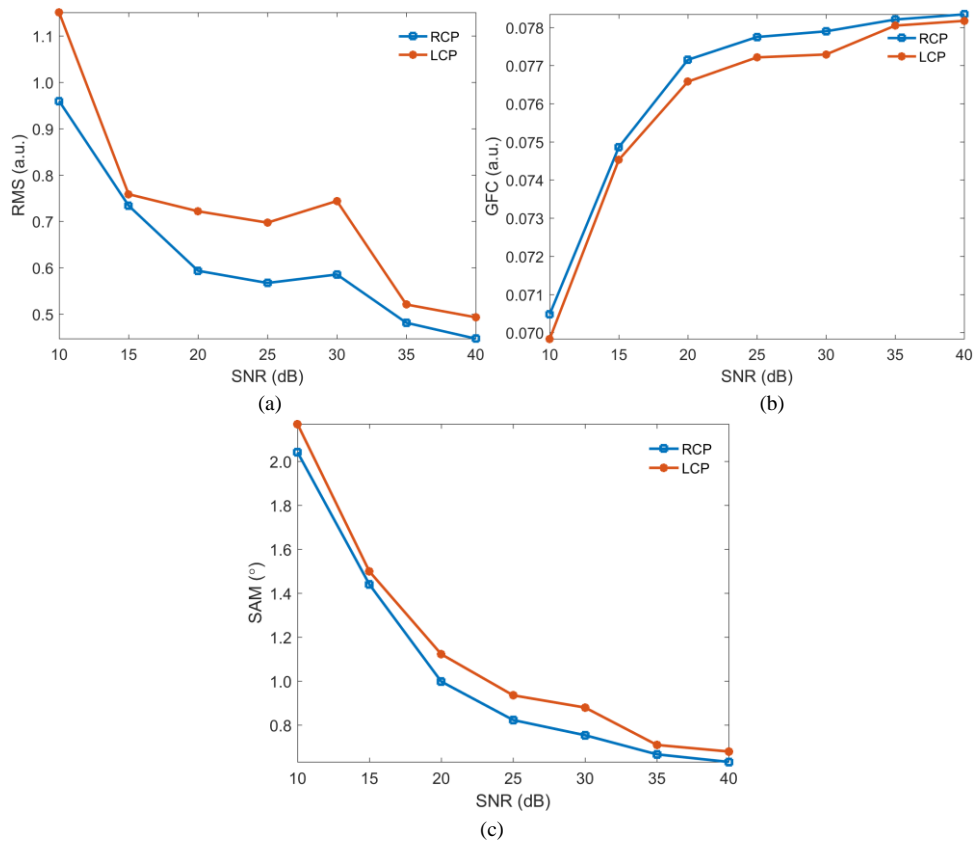 RMS (a.u.)
1.1
1.0
0.9
0.8
0.7
0.6
0.5
10 15 20 25 30 35 40
SNR (dB)
RCP
LCP
(a)
GFC (a.u.)
0.078
0.077
0.076
0.075
0.074
0.073
0.072
0.071
0.070
10 15 20 25 30 35 40
SNR (dB)
RCP
LCP
(b)
SAM (°)
2.0
1.8
1.6
1.4
1.2
1.0
0.8
10 15 20 25 30 35 40
SNR (dB)
RCP
LCP
(c)